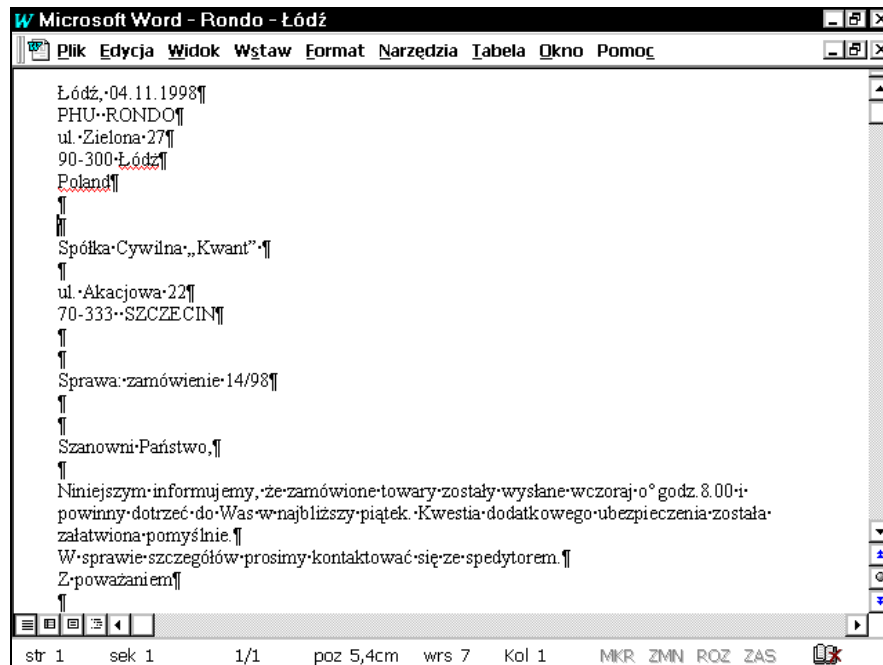 Microsoft Word - Rondo - Łódź
Plik Edycja Widok Wstaw Format Narzędzia Tabela Okno Pomoc
Łódź,·04.11.1998¶
PHU··RONDO¶
ul.·Zielona·27¶
90-300·Łódź¶
Poland¶
¶
¶
Spółka·Cywilna·„Kwant”·¶
¶
ul.·Akacjowa·22¶
70-333··SZCZECIN¶
¶
¶
Sprawa:·zamówienie·14/98¶
¶
¶
Szanowni·Państwo,¶
¶
Niniejszym·informujemy,·że·zamówione·towary·zostały·wysłane·wczoraj·o°godz.8.00·i·
powinny·dotrzeć·do·Was·w·najbliższy·piątek.·Kwestia·dodatkowego·ubezpieczenia·została·
załatwiona·pomyślnie.¶
W·sprawie·szczegółów·prosimy·kontaktować·się·ze·spedytorem.¶
Z·poważaniem¶
¶
str 1 sek 1 1/1 poz 5,4cm wrs 7 Kol 1 MKR ZMN ROZ ZAS